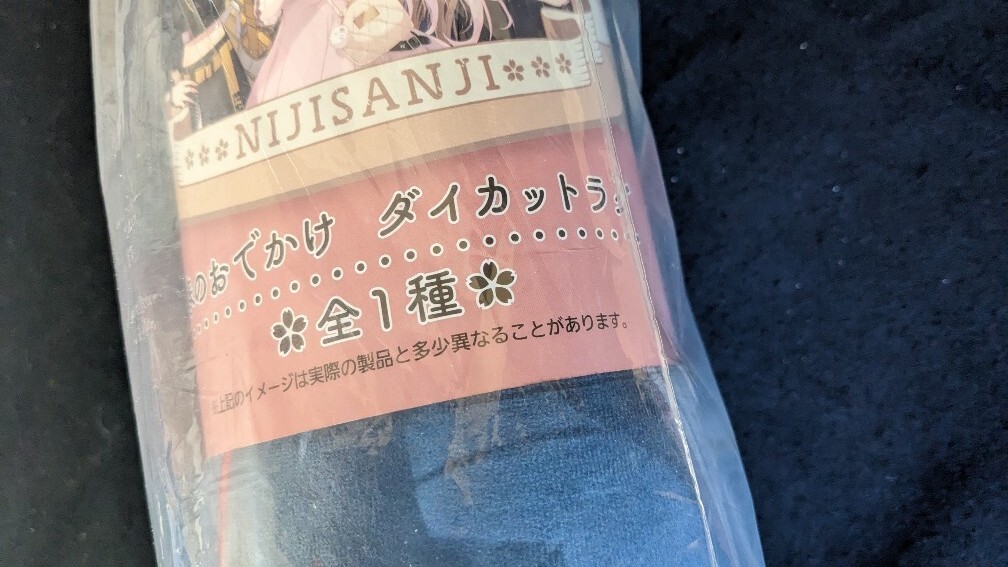 NIJISANJI
のおでかけ ダイカットラ
全1種
※上記のイメージは実際の製品と多少異なることがあります。